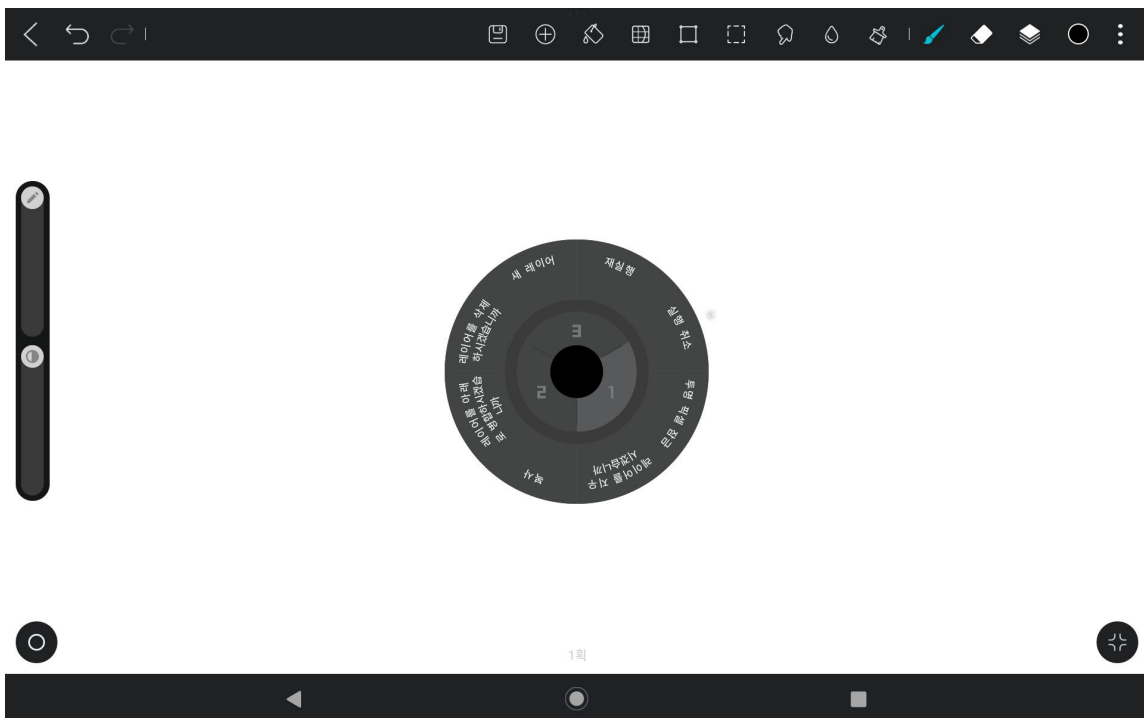 새 레이어
재실행
실행 취소
투명 픽셀 잠금
레이어를 지우
시겠습니까
복사
레이어를 아래
로 병합하시겠습
니까
레이어를 삭제
하시겠습니까
3
2
1
1획